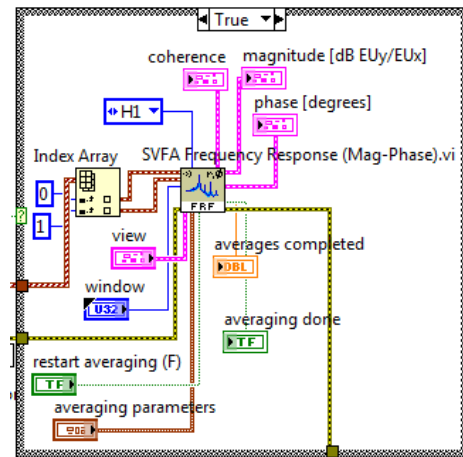 True
coherence
magnitude [dB EUy/EUx]
phase [degrees]
H1
Index Array
SVFA Frequency Response (Mag-Phase).vi
0
1
FRF
view
window
U32
averages completed
DBL
averaging done
TF
restart averaging (F)
TF
averaging parameters